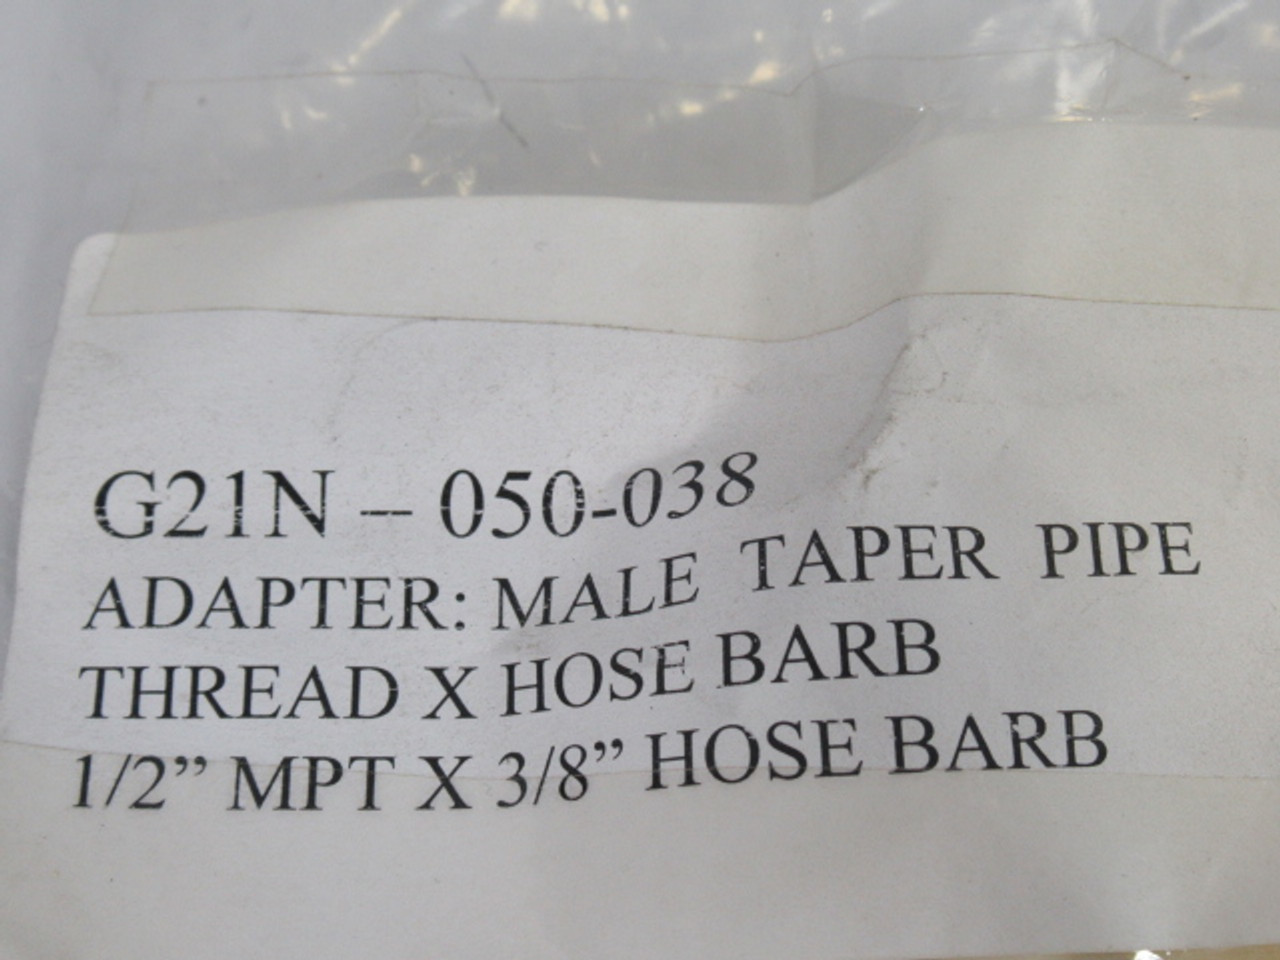 G21N – 050-038
ADAPTER: MALE TAPER PIPE
THREAD X HOSE BARB
1/2” MPT X 3/8” HOSE BARB